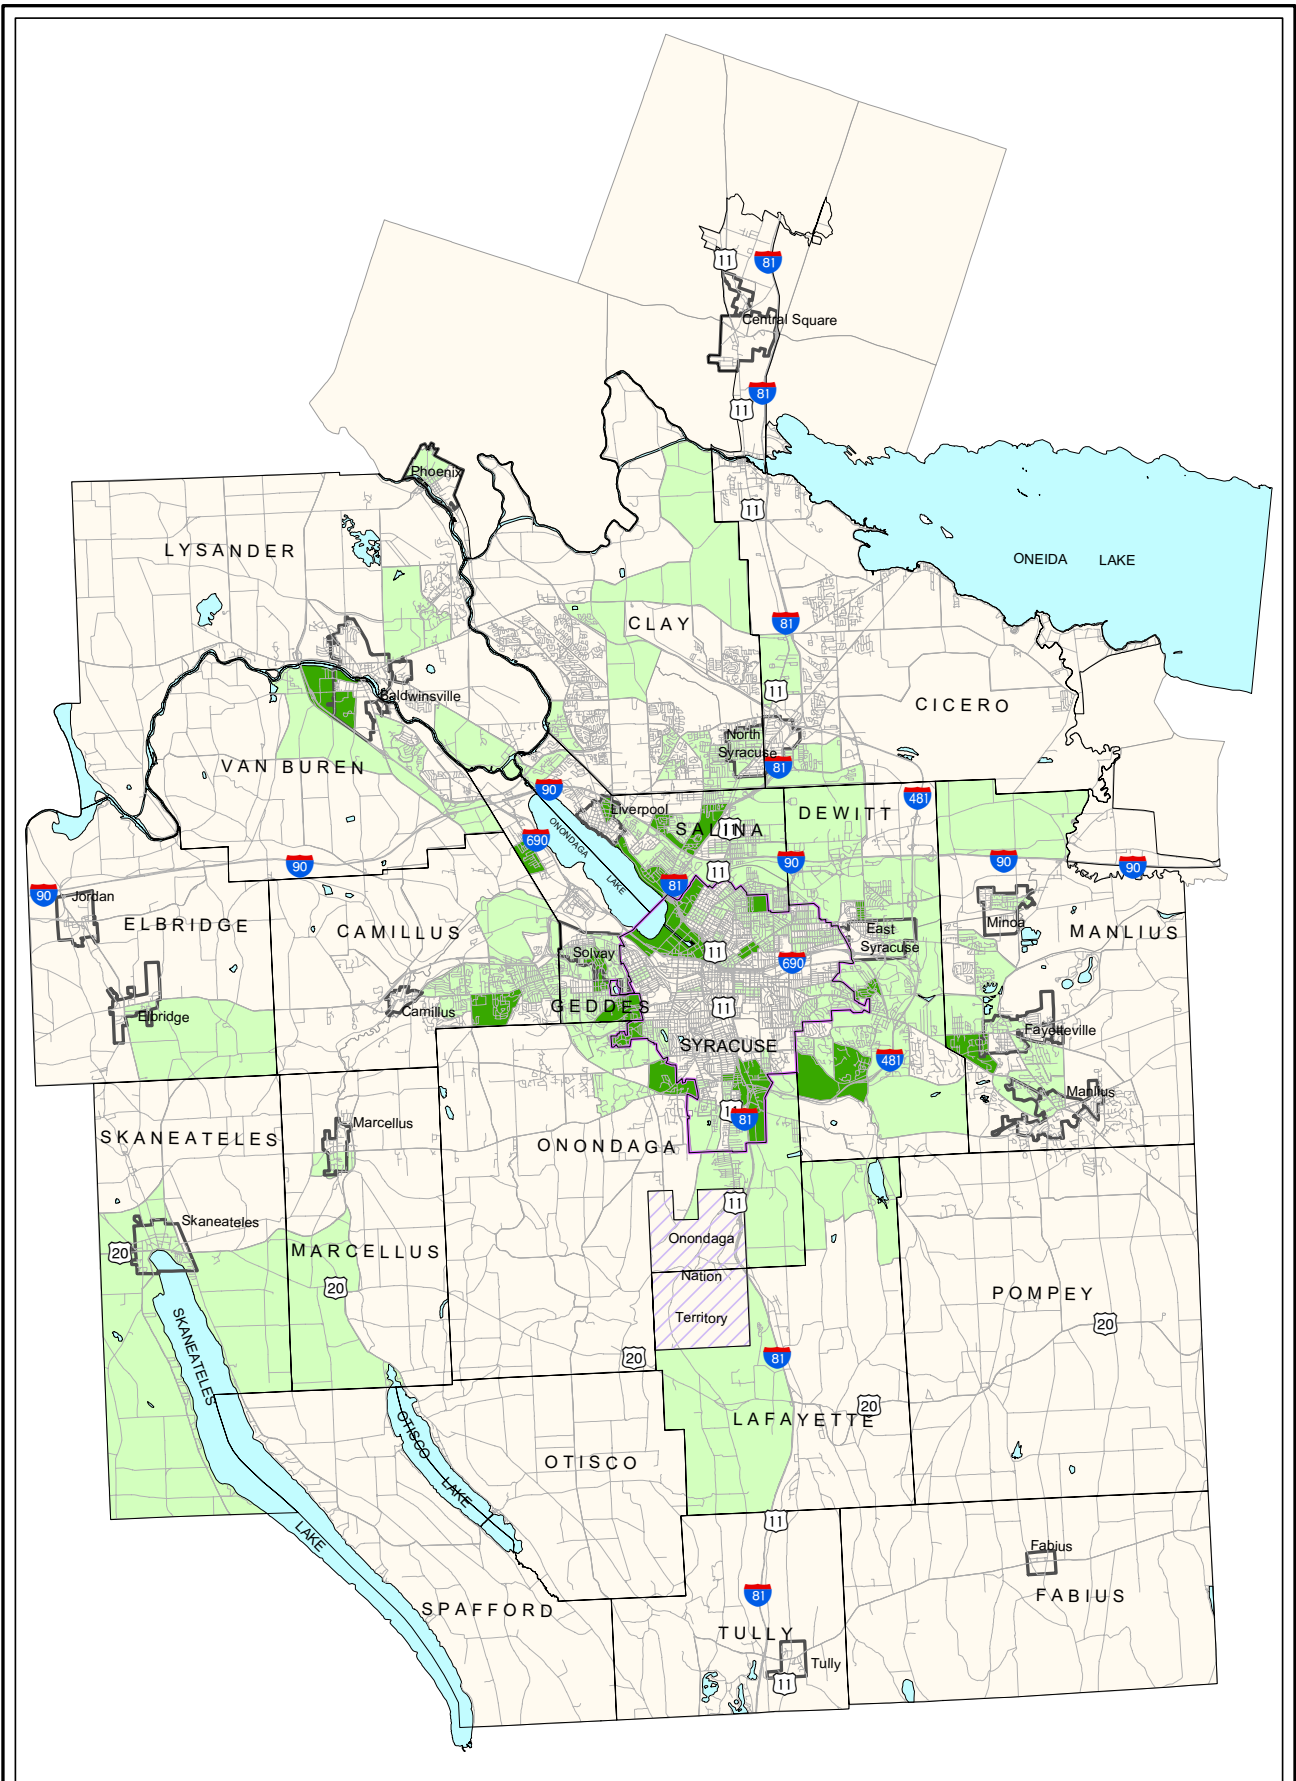 11
81
Central Square
81
11
Phoenix
11
LYSANDER
ONEIDA LAKE
CLAY
81
11
Baldwinsville
CICERO
North
Syracuse
VAN BUREN
81
90
481
Liverpool
DEWITT
SALINA
11
ONONDAGA
LAKE
690
90
90
90
90
11
81
90
Jordan
ELBRIDGE
CAMILLUS
Minoa
MANLIUS
East
Syracuse
Solvay
11
690
Camillus
GEDDES
11
Elbridge
Fayetteville
SYRACUSE
481
Manlius
11
81
Marcellus
SKANEATELES
ONONDAGA
11
Skaneateles
20
MARCELLUS
Onondaga
Nation
Territory
20
POMPEY
20
SKANEATELES
LAKE
20
81
20
LAFAYETTE
OTISCO
LAKE
OTISCO
11
Fabius
81
FABIUS
SPAFFORD
TULLY
Tully
11